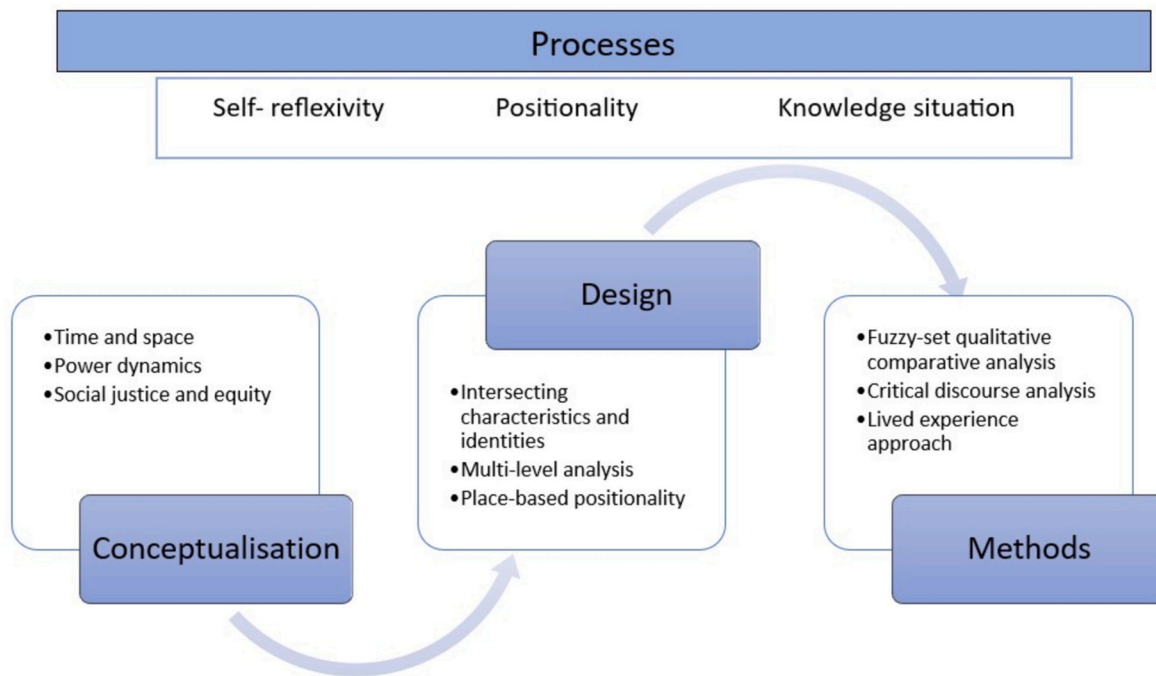 Processes
Self- reflexivity Positionality Knowledge situation
•Time and space
•Power dynamics
•Social justice and equity
Conceptualisation
Design
•Intersecting
characteristics and
identities
•Multi-level analysis
•Place-based positionality
•Fuzzy-set qualitative
comparative analysis
•Critical discourse analysis
•Lived experience
approach
Methods